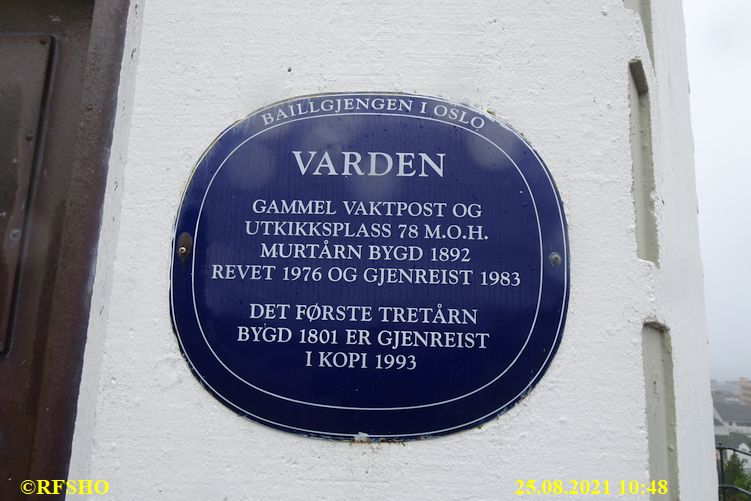 BAILLGJENGEN I OSLO
VARDEN
GAMMEL VAKTPOST OG
UTKIKKSPLASS 78 M.O.H.
MURTÅRN BYGD 1892
REVET 1976 OG GJENREIST 1983
DET FØRSTE TRETÅRN
BYGD 1801 ER GJENREIST
I KOPI 1993
©RFSHO
25.08.2021 10:48